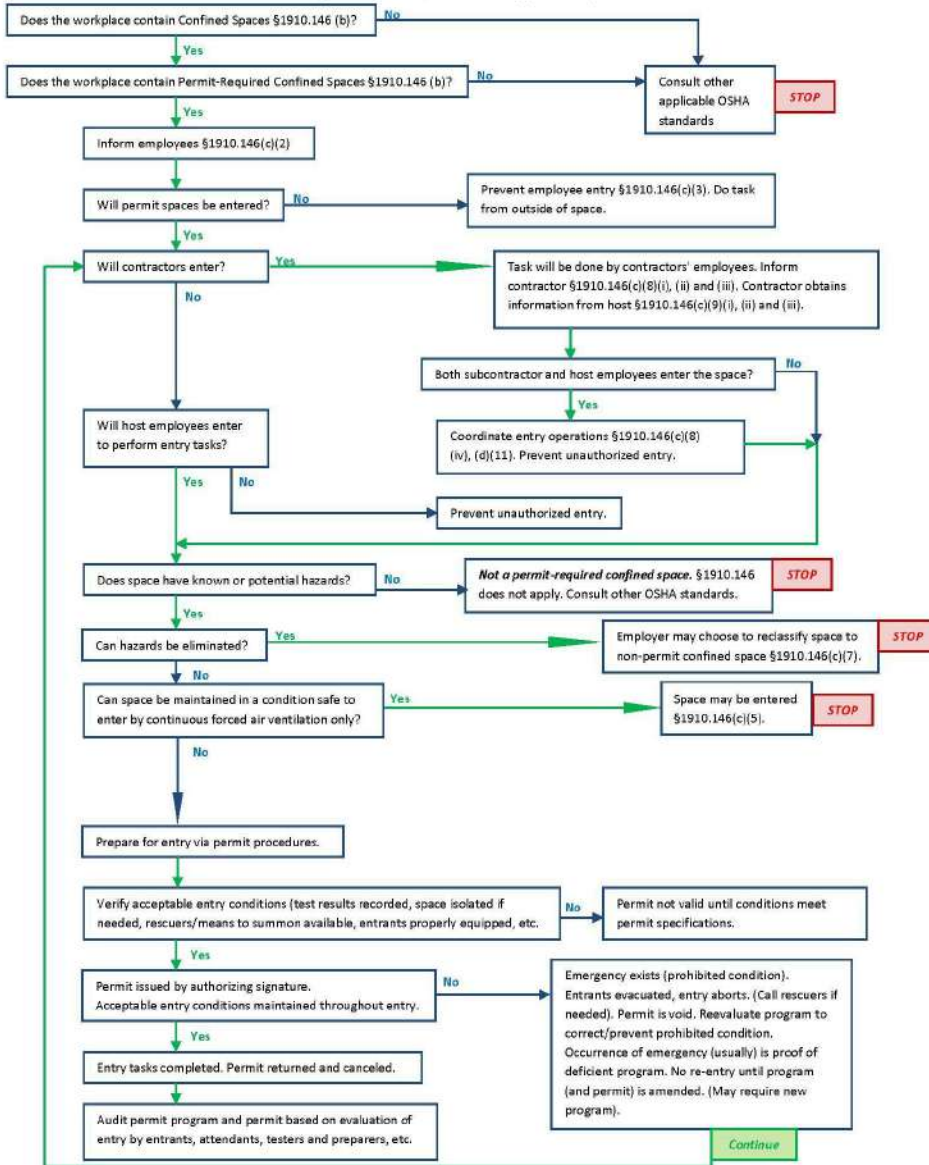 Does the workplace contain Confined Spaces §1910.146 (b)?
No
Yes
Does the workplace contain Permit-Required Confined Spaces §1910.146 (b)?
No
Consult other
applicable OSHA
standards
STOP
Yes
Inform employees §1910.146(c)(2)
Will permit spaces be entered?
No
Prevent employee entry §1910.146(c)(3). Do task
from outside of space.
Yes
Will contractors enter?
Yes
Task will be done by contractors' employees. Inform
contractor §1910.146(c)(8)(i), (ii) and (iii). Contractor obtains
information from host §1910.146(c)(9)(i), (ii) and (iii).
No
Both subcontractor and host employees enter the space?
No
Yes
Will host employees enter
to perform entry tasks?
Coordinate entry operations §1910.146(c)(8)
(iv), (d)(11). Prevent unauthorized entry.
Yes
No
Prevent unauthorized entry.
Does space have known or potential hazards?
No
Not a permit-required confined space. §1910.146
does not apply. Consult other OSHA standards.
STOP
Yes
Can hazards be eliminated?
Yes
Employer may choose to reclassify space to
non-permit confined space §1910.146(c)(7).
STOP
No
Can space be maintained in a condition safe to
enter by continuous forced air ventilation only?
Yes
Space may be entered
§1910.146(c)(5).
STOP
No
Prepare for entry via permit procedures.
Verify acceptable entry conditions (test results recorded, space isolated if
needed, rescuers/means to summon available, entrants properly equipped, etc.
No
Permit not valid until conditions meet
permit specifications.
Yes
Permit issued by authorizing signature.
Acceptable entry conditions maintained throughout entry.
No
Emergency exists (prohibited condition).
Entrants evacuated, entry aborts. (Call rescuers if
needed). Permit is void. Reevaluate program to
correct/prevent prohibited condition.
Occurrence of emergency (usually) is proof of
deficient program. No re-entry until program
(and permit) is amended. (May require new
program).
Yes
Entry tasks completed. Permit returned and canceled.
Audit permit program and permit based on evaluation of
entry by entrants, attendants, testers and preparers, etc.
Continue